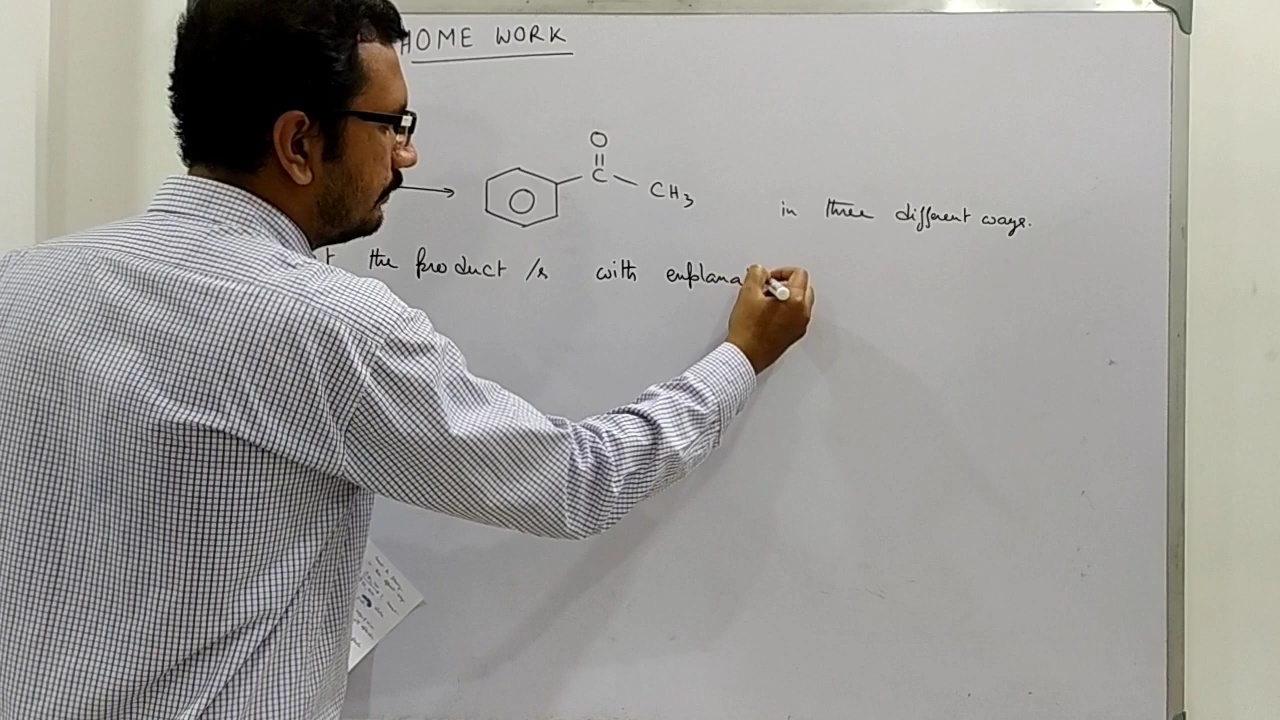 HOME WORK
O
C
CH3 in three different ways.
t the product /s with explana